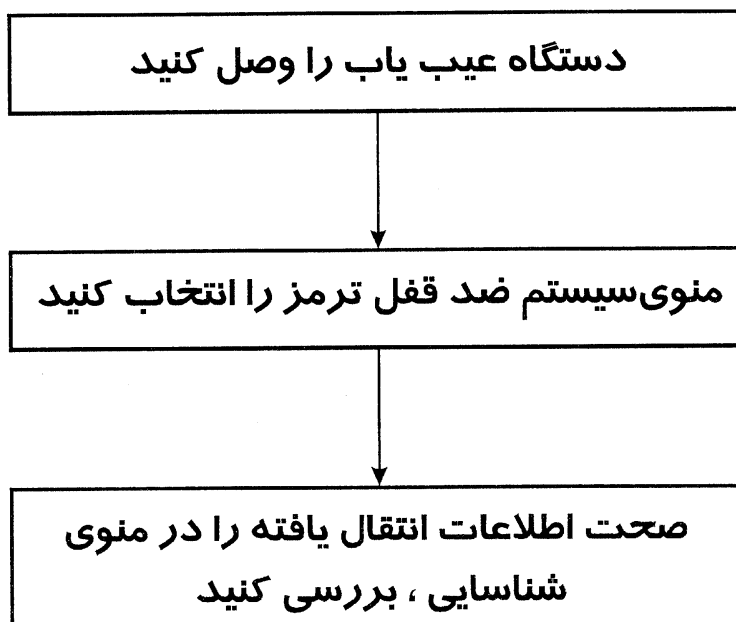 دستگاه عیب یاب را وصل کنید
منوی‌سیستم ضد قفل ترمز را انتخاب کنید
صحت اطلاعات انتقال یافته را در منوی
شناسایی ، بررسی کنید